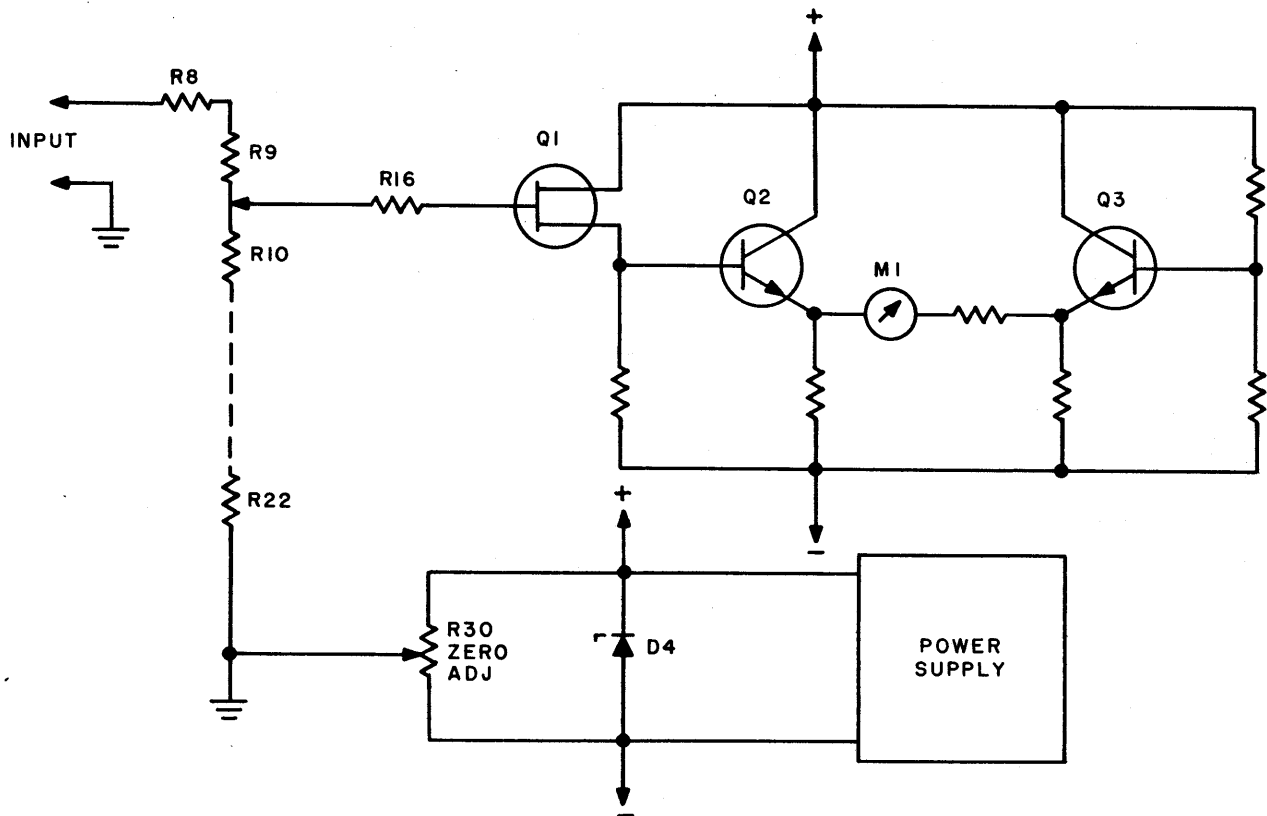 +
R8
INPUT
R9
Q1
R16
R10
Q2
Q3
M1
R22
+
–
R30
ZERO
ADJ
D4
POWER
SUPPLY
–